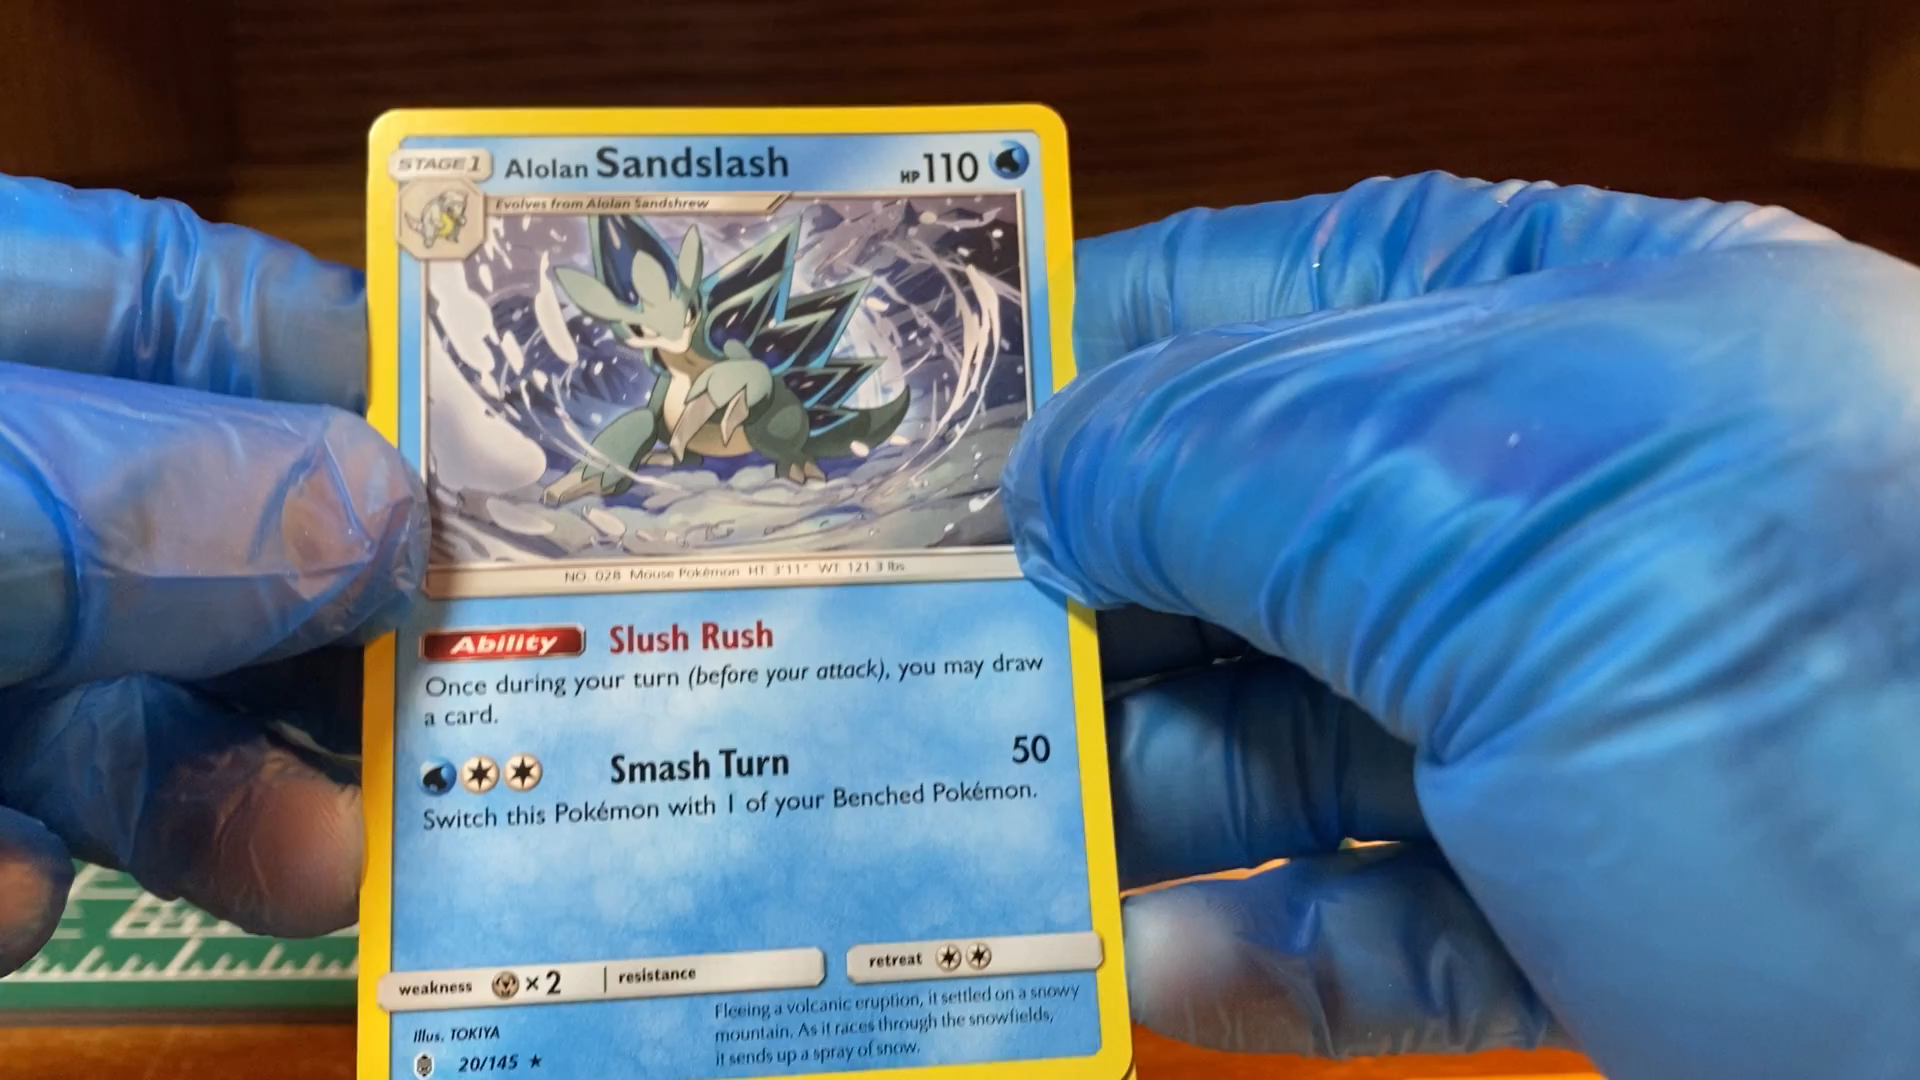 STAGE 1 Alolan Sandslash HP 110
Evolves from Alolan Sandshrew
NO. 028 Mouse Pokémon HT: 3'11" WT: 121.3 lbs
Ability Slush Rush
Once during your turn (before your attack), you may draw
a card.
Smash Turn 50
Switch this Pokémon with 1 of your Benched Pokémon.
weakness ×2 resistance retreat
Fleeing a volcanic eruption, it settled on a snowy
mountain. As it races through the snowfields,
it sends up a spray of snow.
Illus. TOKIYA
20/145 ★